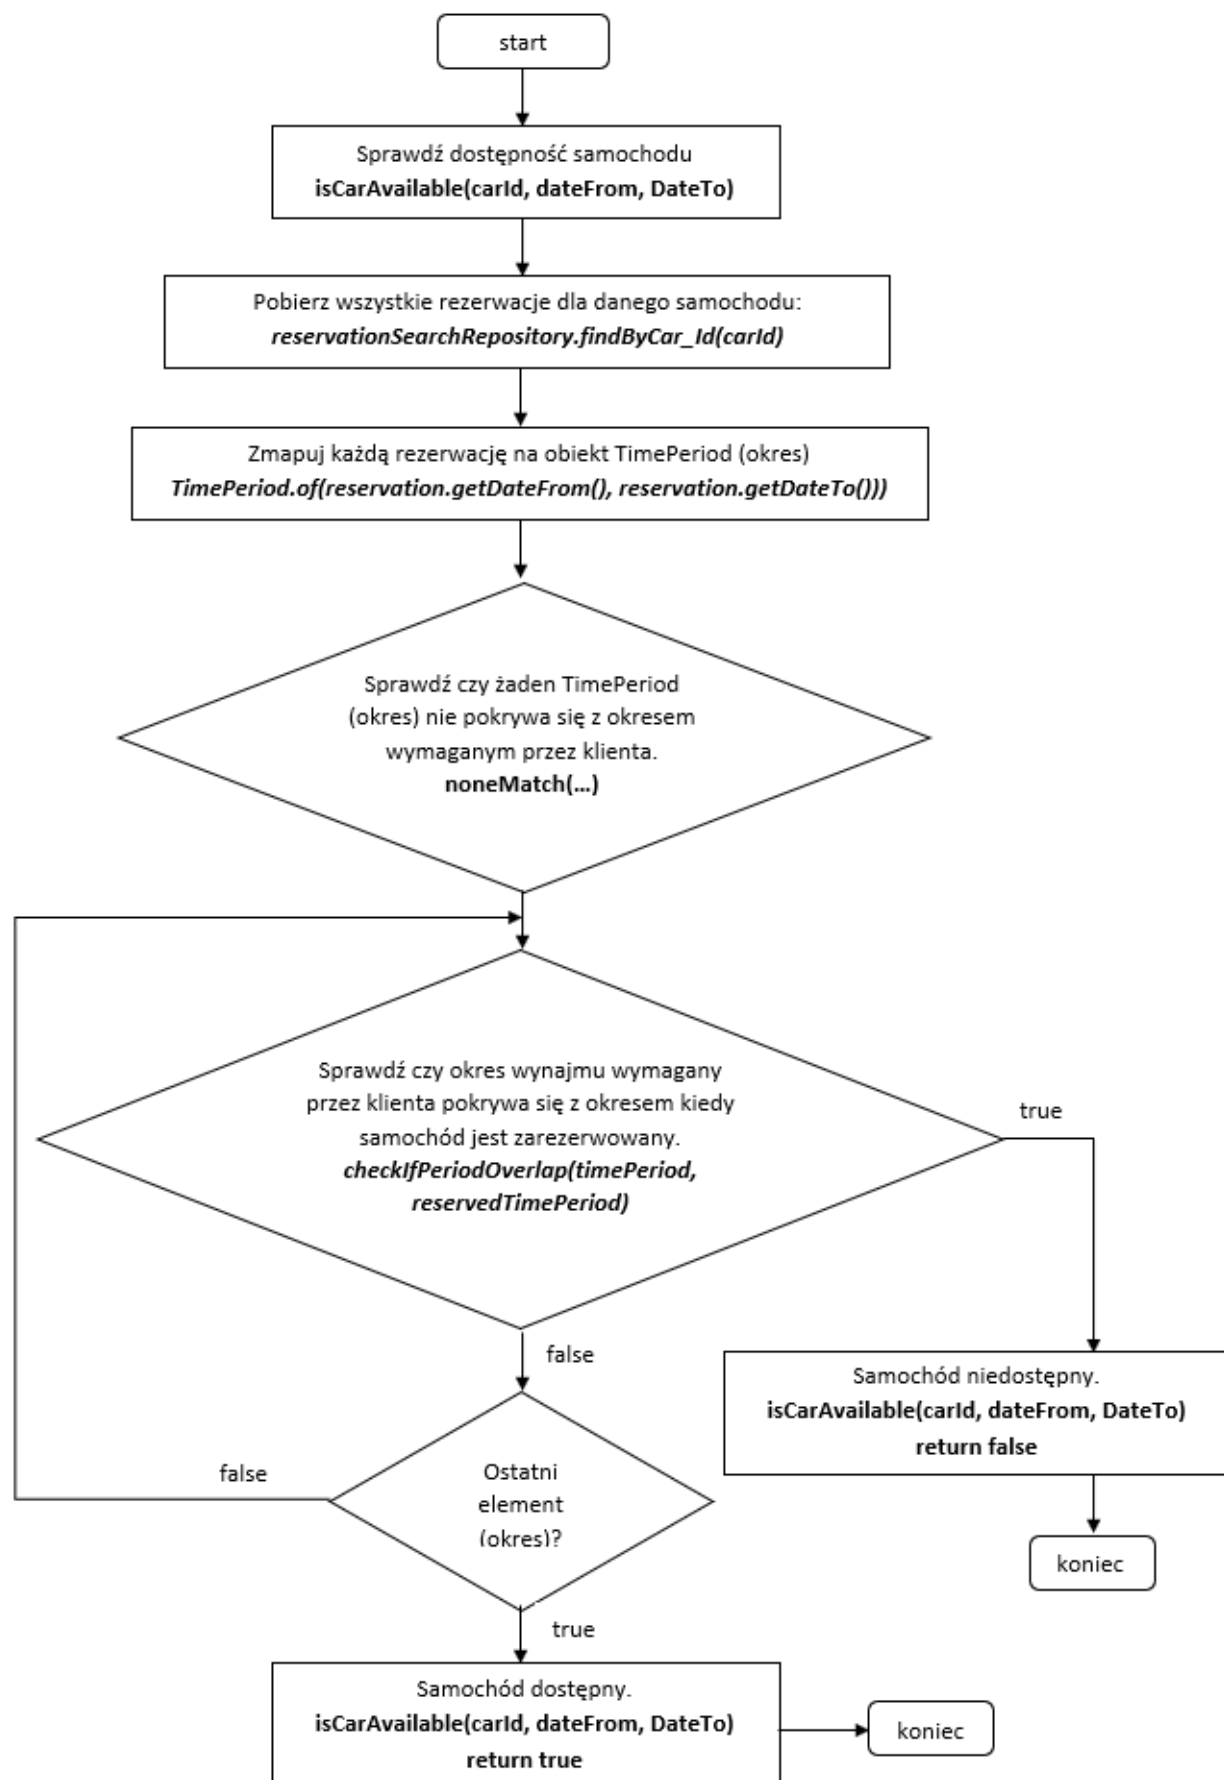 start
Sprawdź dostępność samochodu
isCarAvailable(carId, dateFrom, DateTo)
Pobierz wszystkie rezerwacje dla danego samochodu:
reservationSearchRepository.findByCar_Id(carId)
Zmapuj każdą rezerwację na obiekt TimePeriod (okres)
TimePeriod.of(reservation.getDateFrom(), reservation.getDateTo()))
Sprawdź czy żaden TimePeriod
(okres) nie pokrywa się z okresem
wymaganym przez klienta.
noneMatch(…)
Sprawdź czy okres wynajmu wymagany
przez klienta pokrywa się z okresem kiedy
samochód jest zarezerwowany.
checkIfPeriodOverlap(timePeriod,
reservedTimePeriod)
true
false
Samochód niedostępny.
isCarAvailable(carId, dateFrom, DateTo)
return false
false
Ostatni
element
(okres)?
koniec
true
Samochód dostępny.
isCarAvailable(carId, dateFrom, DateTo)
return true
koniec